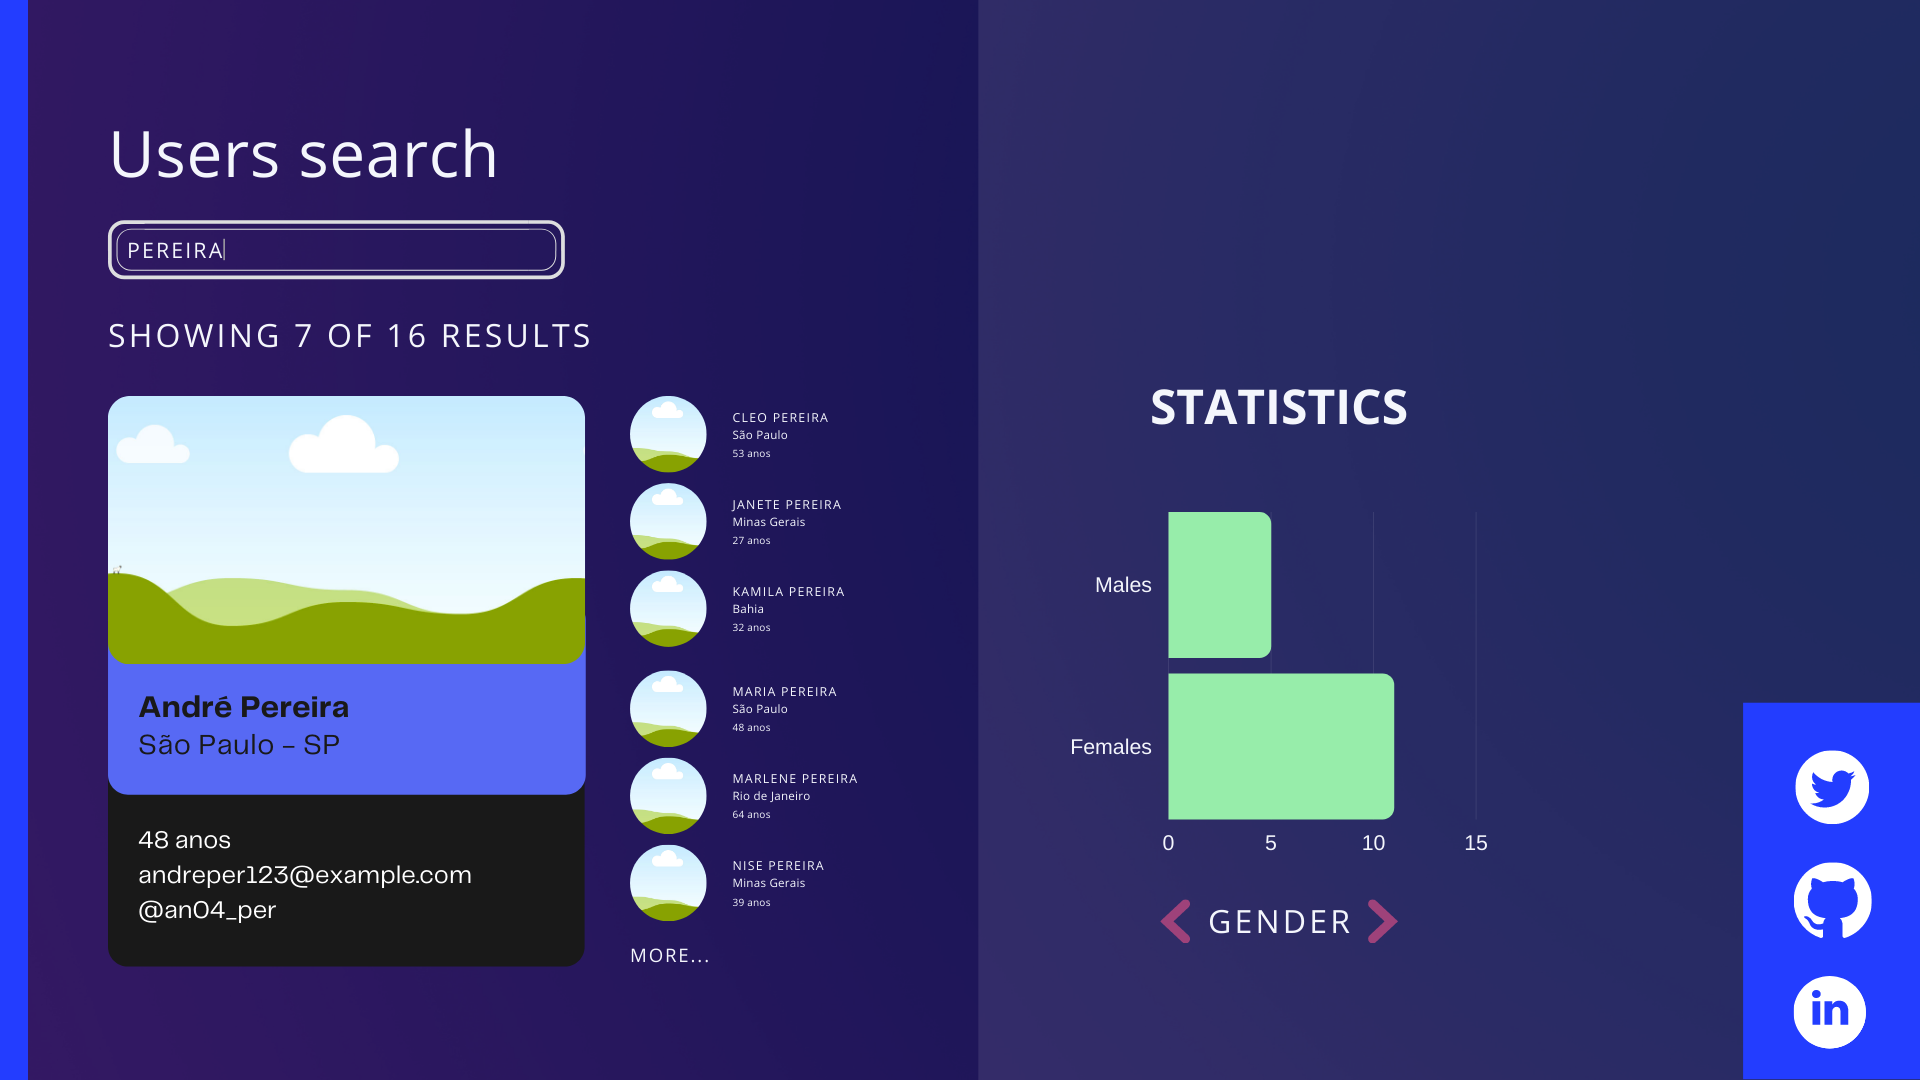 Users search
PEREIRA
SHOWING 7 OF 16 RESULTS
André Pereira
São Paulo – SP
48 anos
andreper123@example.com
@an04_per
CLEO PEREIRA
São Paulo
53 anos
JANETE PEREIRA
Minas Gerais
27 anos
KAMILA PEREIRA
Bahia
32 anos
MARIA PEREIRA
São Paulo
48 anos
MARLENE PEREIRA
Rio de Janeiro
64 anos
NISE PEREIRA
Minas Gerais
39 anos
MORE...
STATISTICS
Males
Females
0 5 10 15
GENDER
in